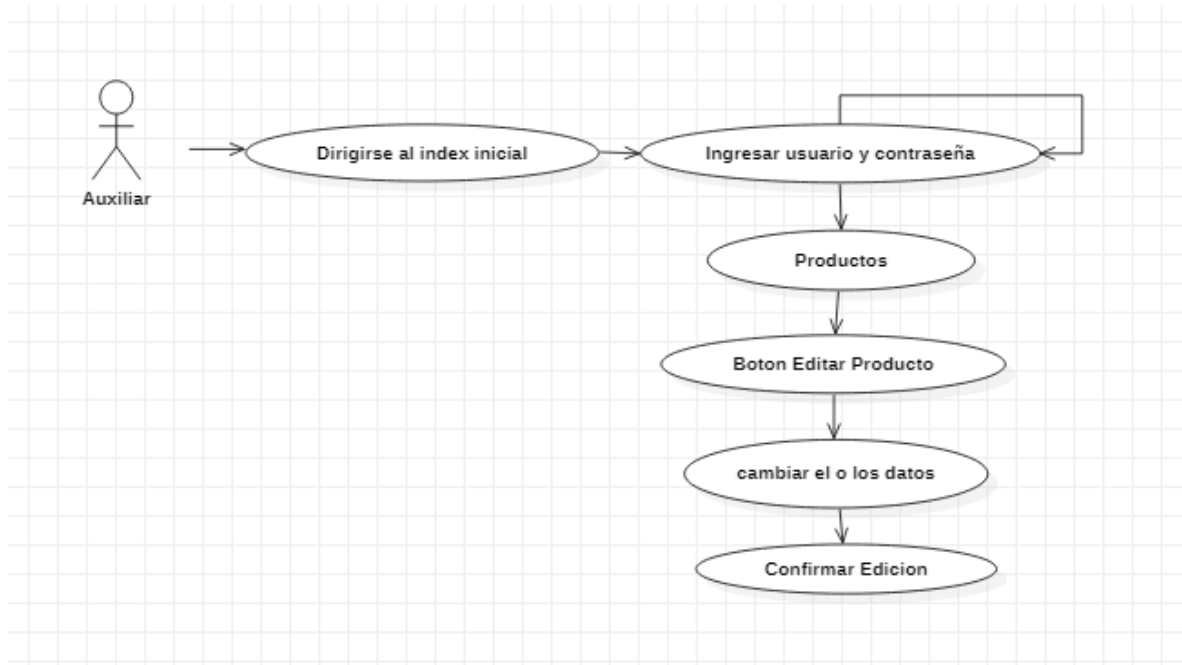 Auxiliar
Dirigirse al index inicial
Ingresar usuario y contraseña
Productos
Boton Editar Producto
cambiar el o los datos
Confirmar Edicion